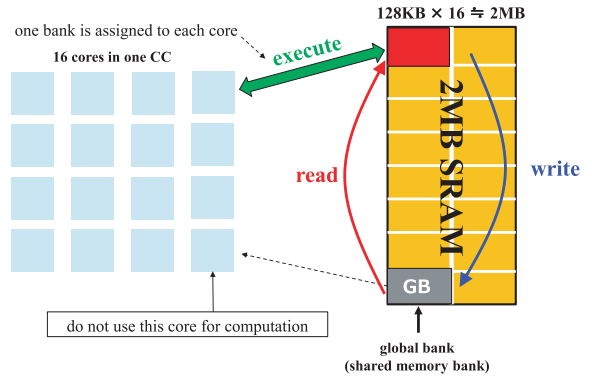 128KB × 16 ≒ 2MB
one bank is assigned to each core
execute
16 cores in one CC
2MB SRAM
read
write
GB
do not use this core for computation
global bank
(shared memory bank)